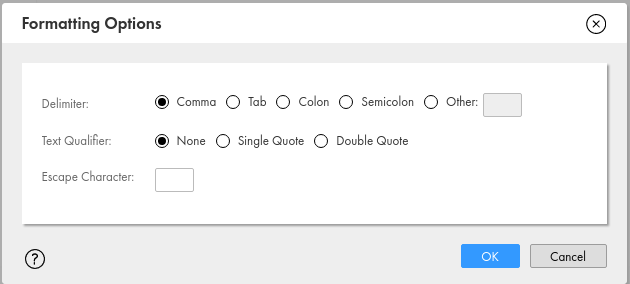 Formatting Options
Delimiter: Comma Tab Colon Semicolon Other:
Text Qualifier: None Single Quote Double Quote
Escape Character:
? OK Cancel